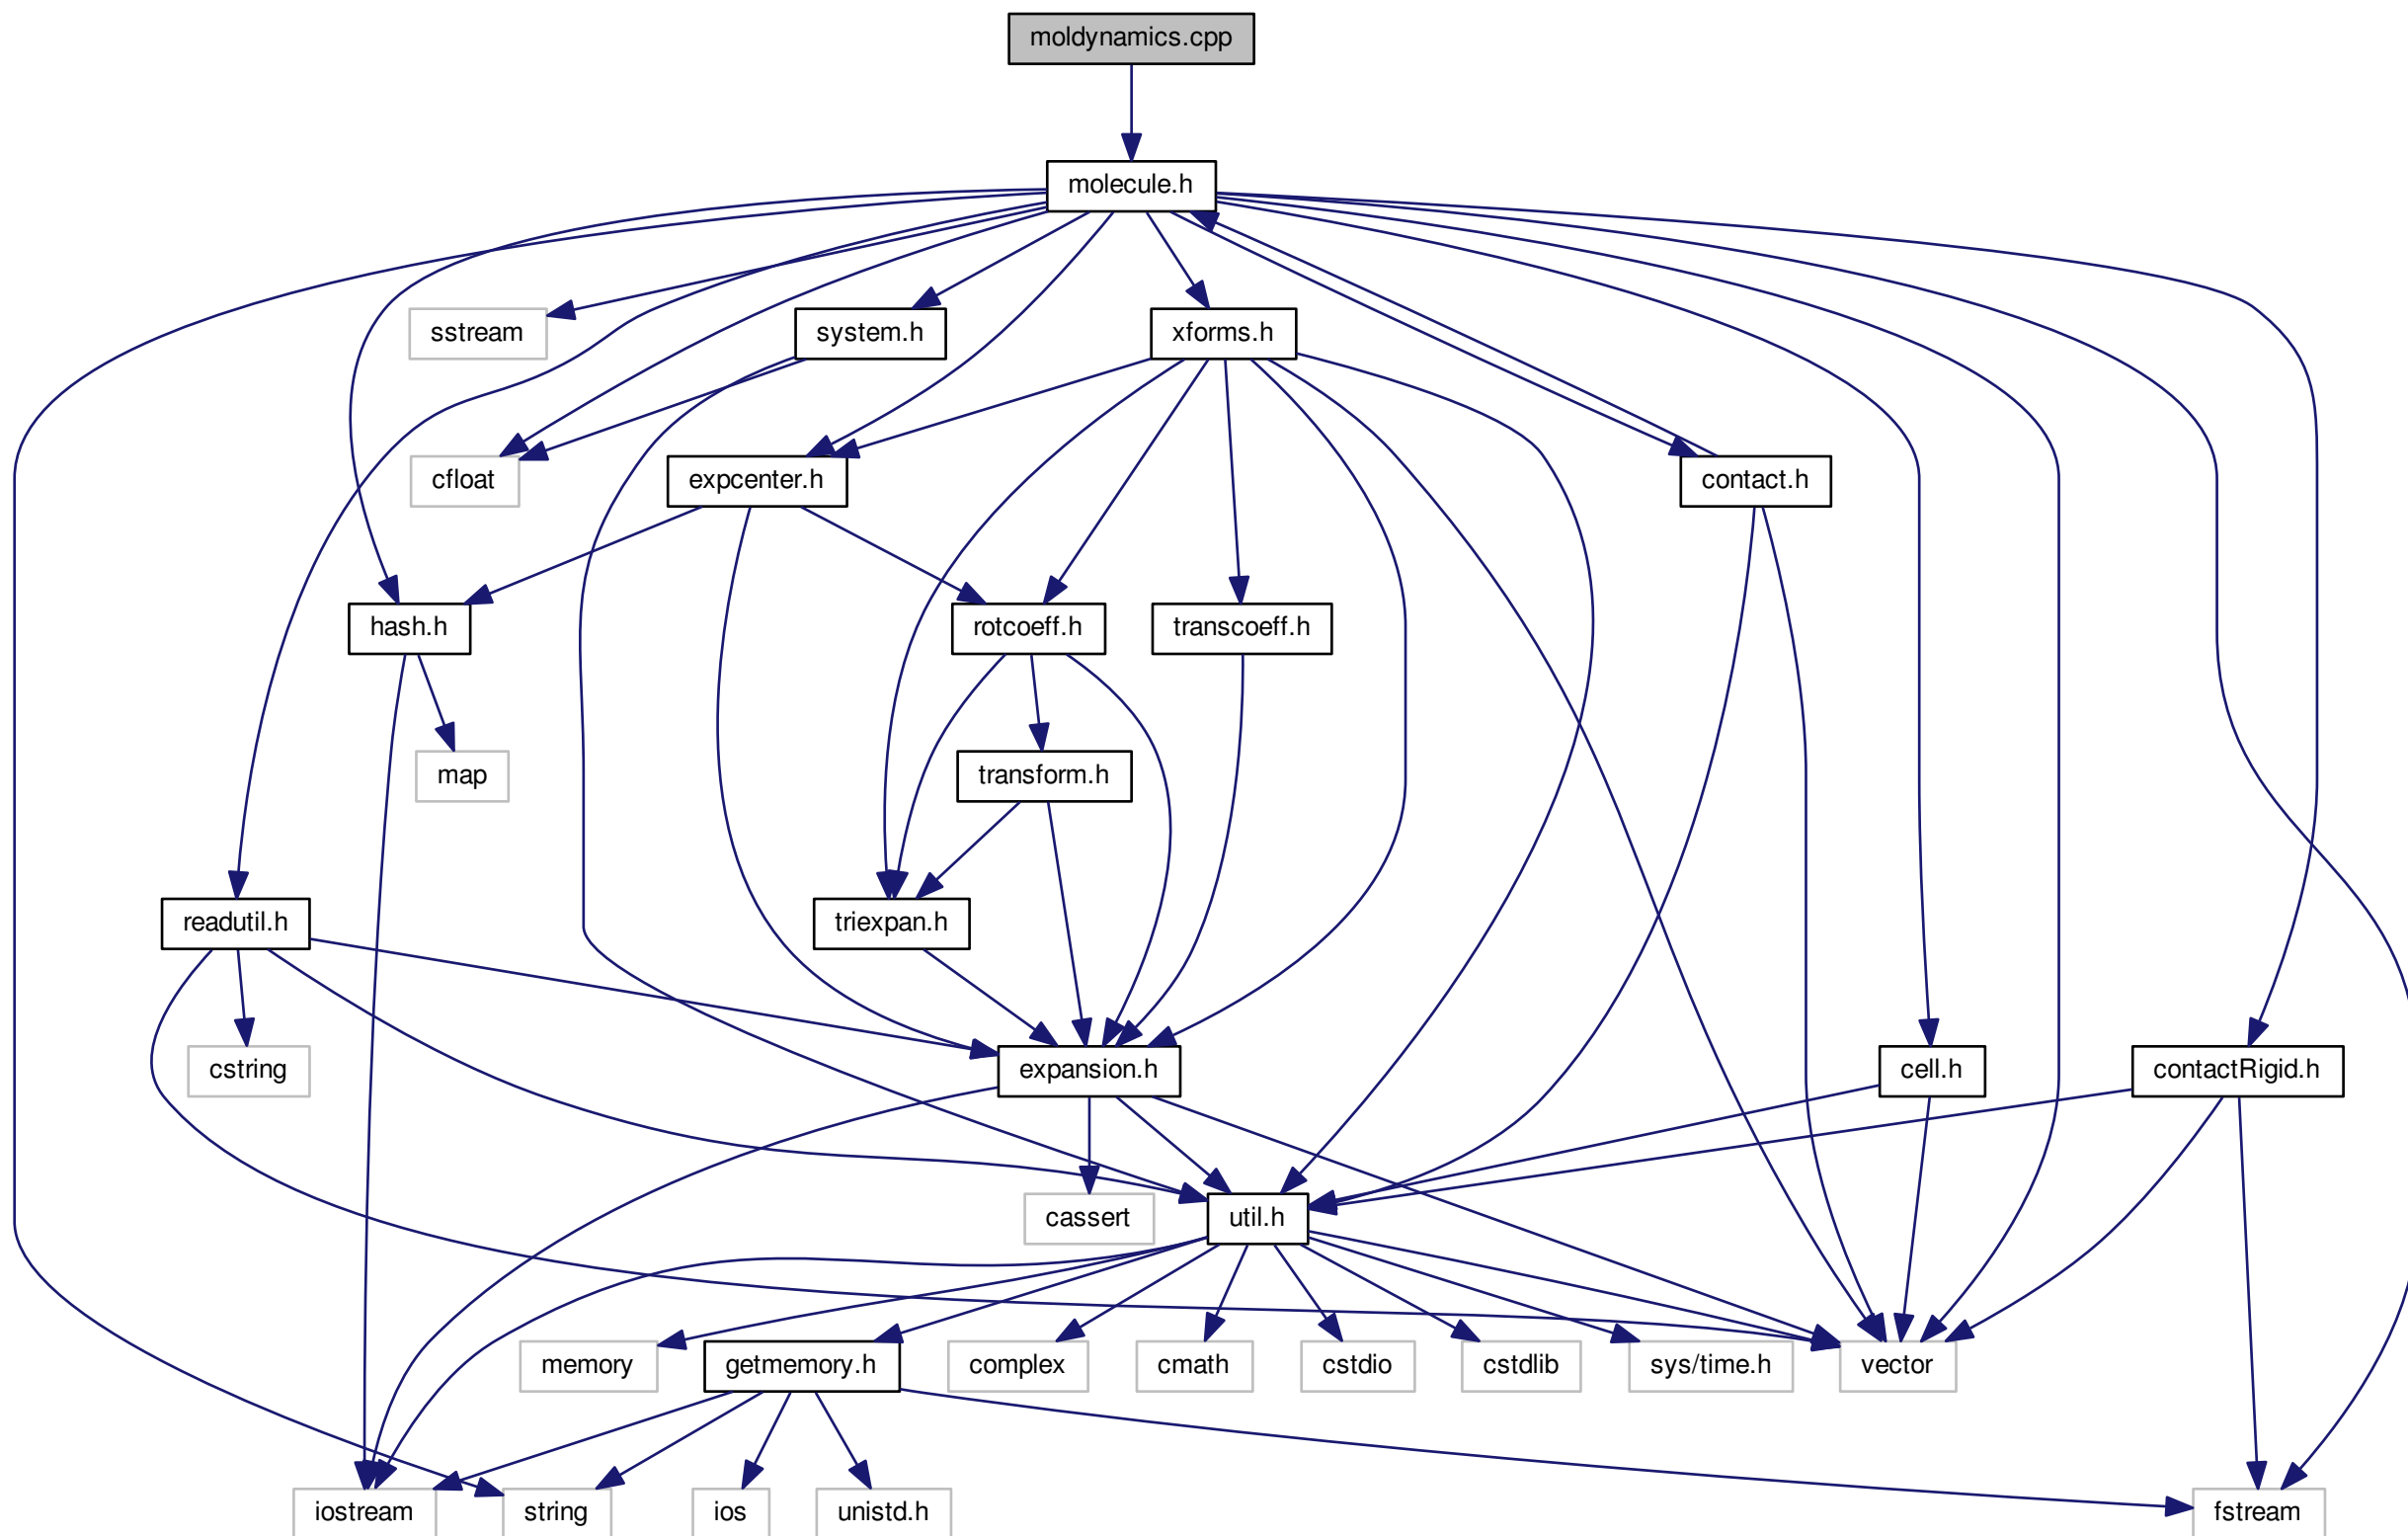 moldynamics.cpp
molecule.h
sstream
system.h
xforms.h
cfloat
expcenter.h
contact.h
hash.h
rotcoeff.h
transcoeff.h
map
transform.h
readutil.h
triexpan.h
cstring
expansion.h
cell.h
contactRigid.h
cassert
util.h
memory
getmemory.h
complex
cmath
cstdio
cstdlib
sys/time.h
vector
iostream
string
ios
unistd.h
fstream